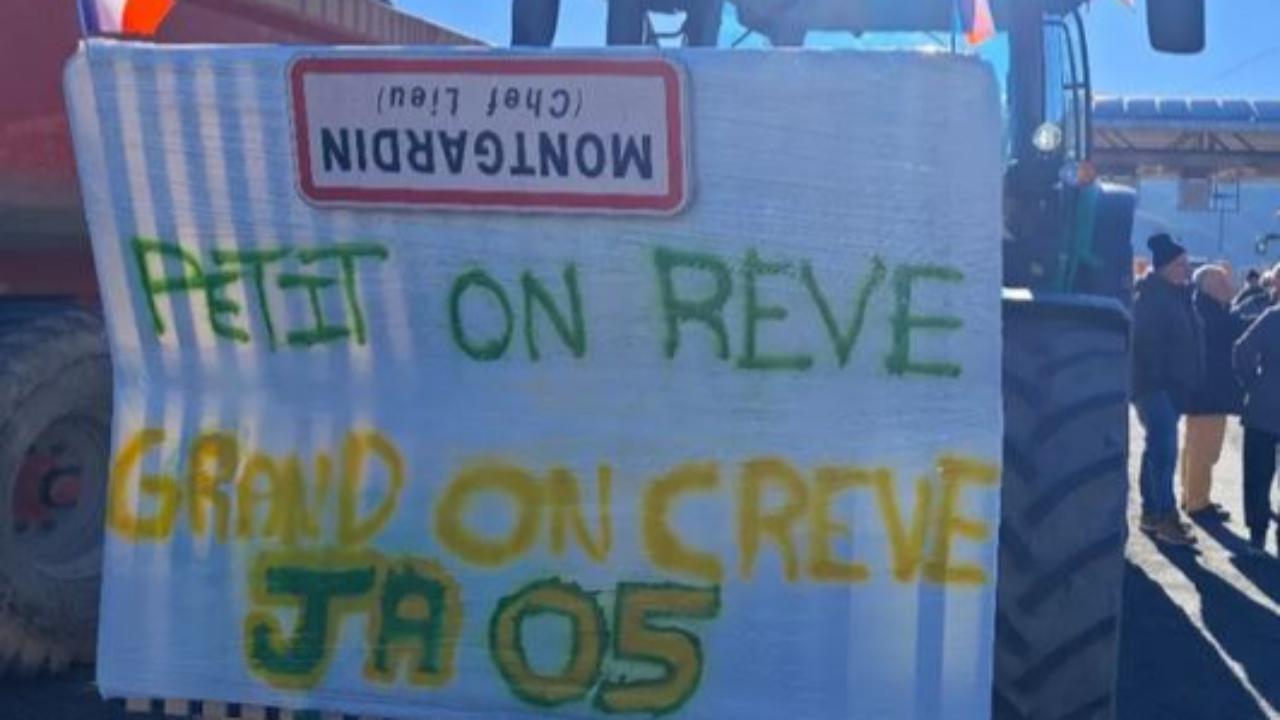 MONTGARDIN
(Chef Lieu)
PETIT ON REVE
GRAND ON CREVE
JA 05